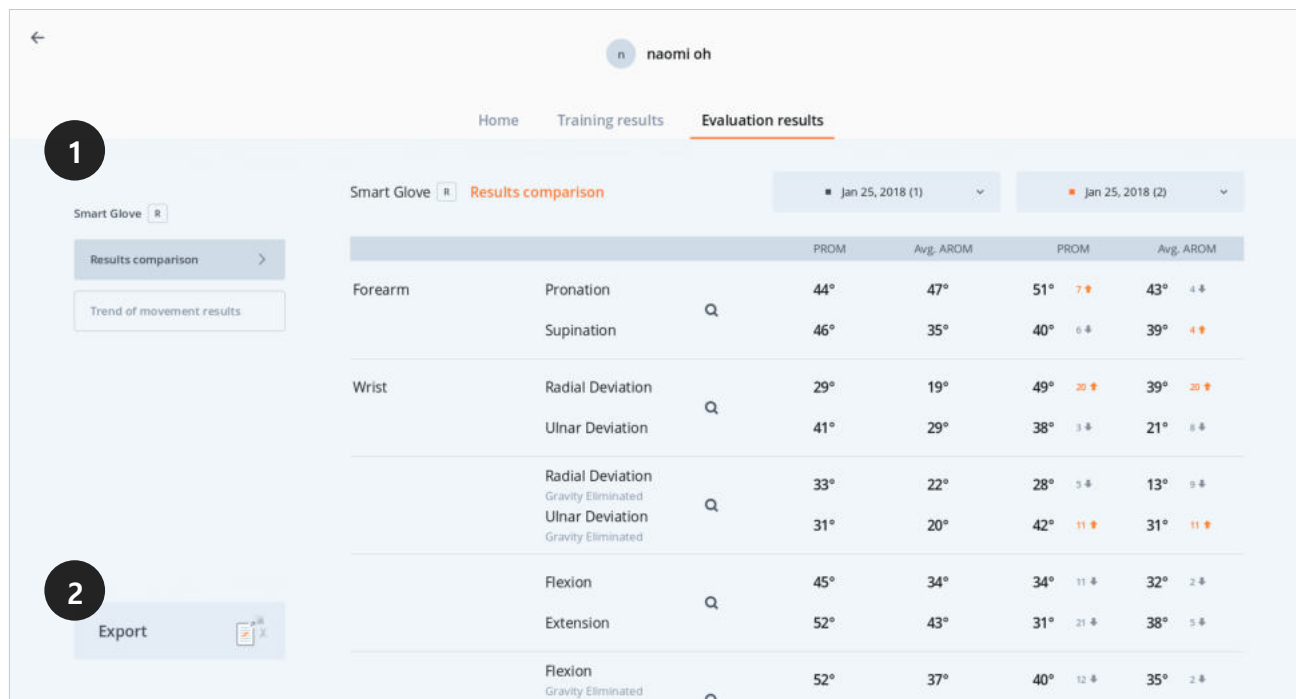 n naomi oh
Home Training results Evaluation results
1
Smart Glove R
Results comparison
Trend of movement results
2
Export
Smart Glove R Results comparison Jan 25, 2018 (1) Jan 25, 2018 (2)
PROM Avg. AROM PROM Avg. AROM
Forearm Pronation 44° 47° 51° 7 43° 4
Supination 46° 35° 40° 6 39° 4
Wrist Radial Deviation 29° 19° 49° 20 39° 20
Ulnar Deviation 41° 29° 38° 3 21° 8
Radial Deviation 33° 22° 28° 5 13° 9
Gravity Eliminated
Ulnar Deviation 31° 20° 42° 11 31° 11
Gravity Eliminated
Flexion 45° 34° 34° 11 32° 2
Extension 52° 43° 31° 21 38° 5
Flexion 52° 37° 40° 12 35° 2
Gravity Eliminated